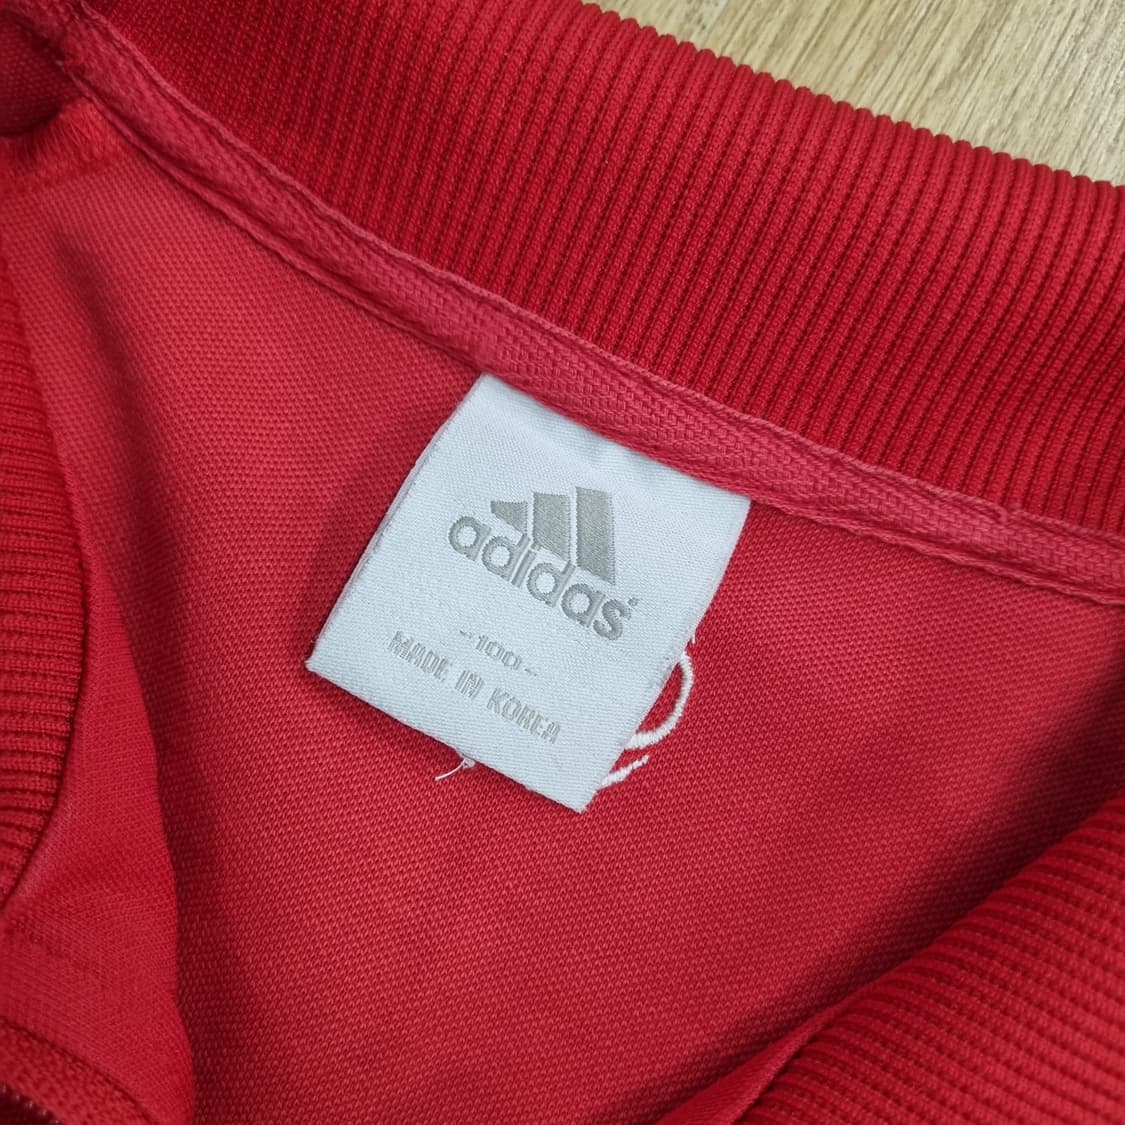 adidas®
-100-
MADE IN KOREA